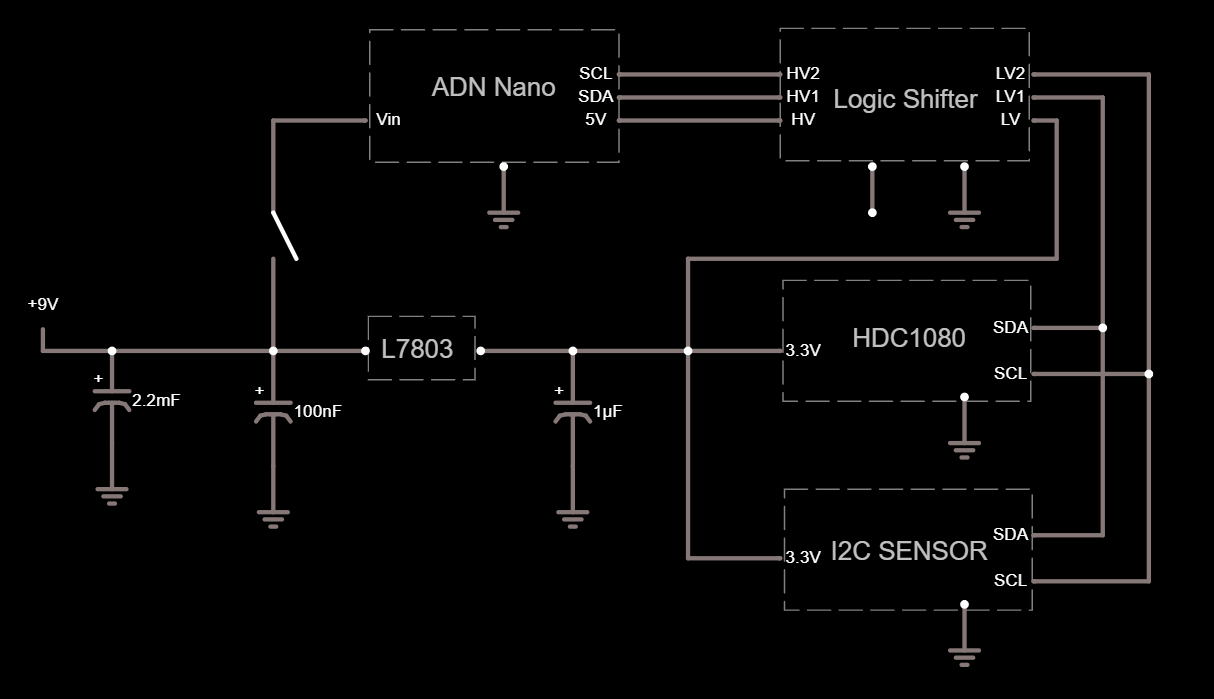 ADN Nano
SCL
SDA
5V
Vin
Logic Shifter
HV2
HV1
HV
LV2
LV1
LV
+9V
L7803
+
2.2mF
+
100nF
+
1µF
HDC1080
3.3V
SDA
SCL
I2C SENSOR
3.3V
SDA
SCL